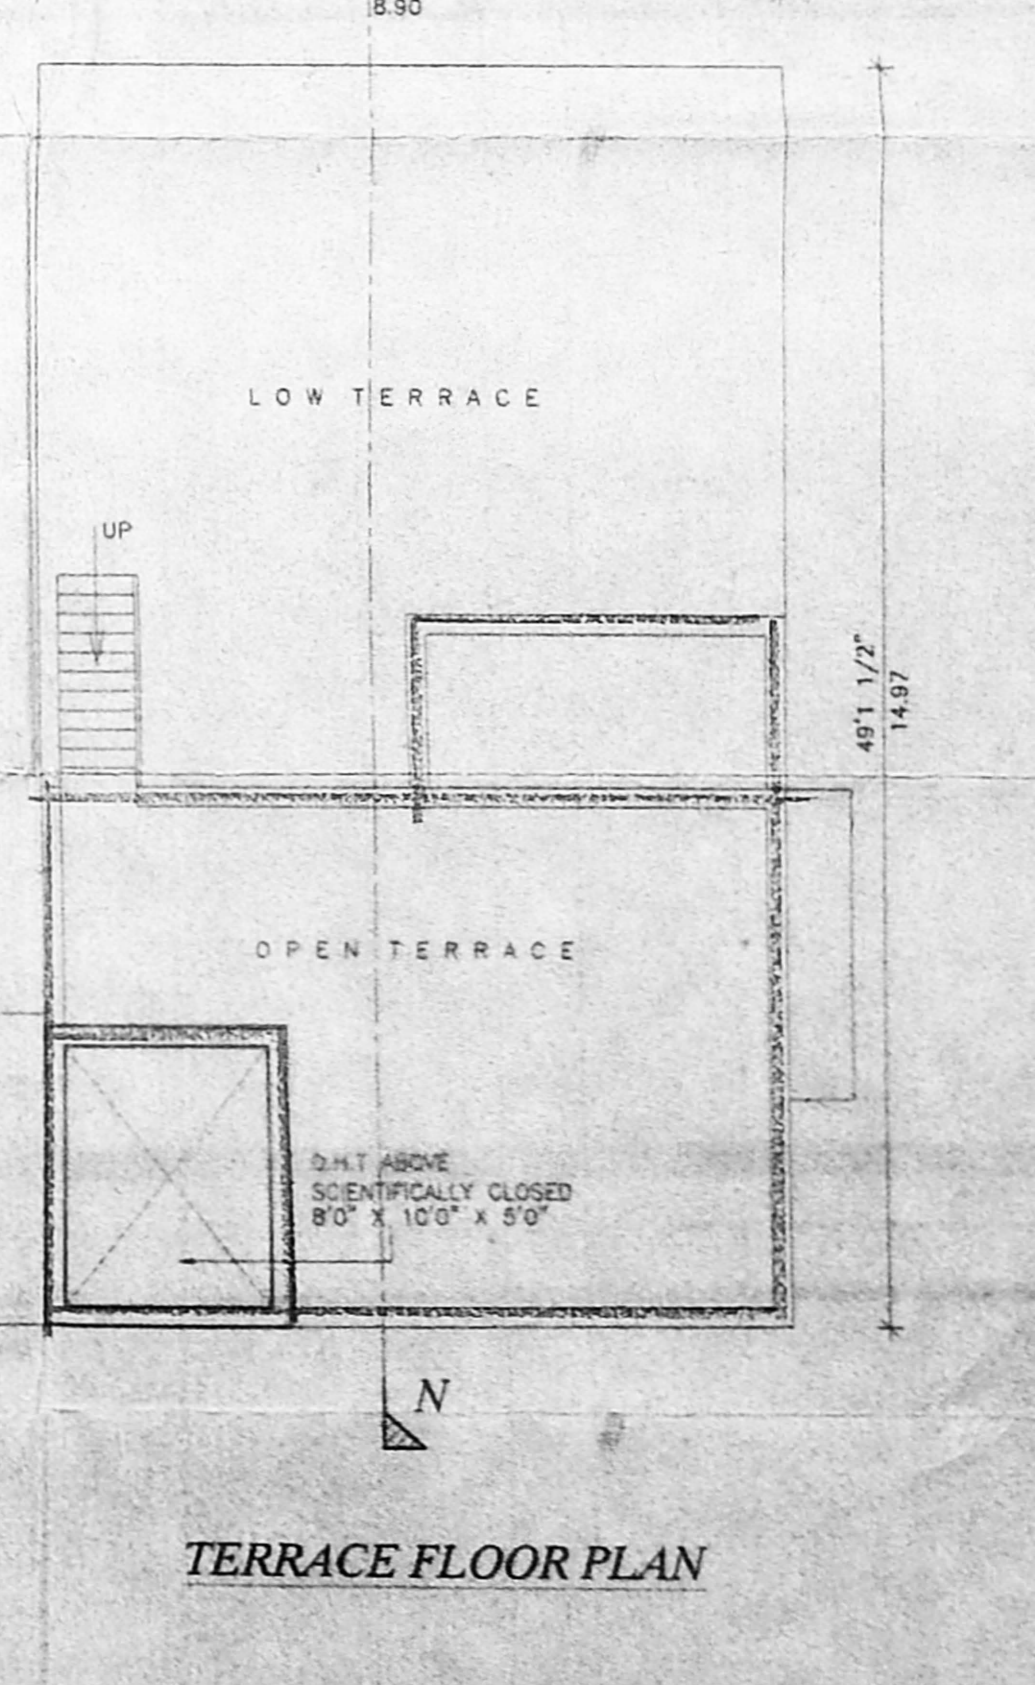 8.90
LOW TERRACE
UP
49'1 1/2"
14.97
OPEN TERRACE
O.H.T ABOVE
SCIENTIFICALLY CLOSED
8'0" X 10'0" X 5'0"
N
TERRACE FLOOR PLAN